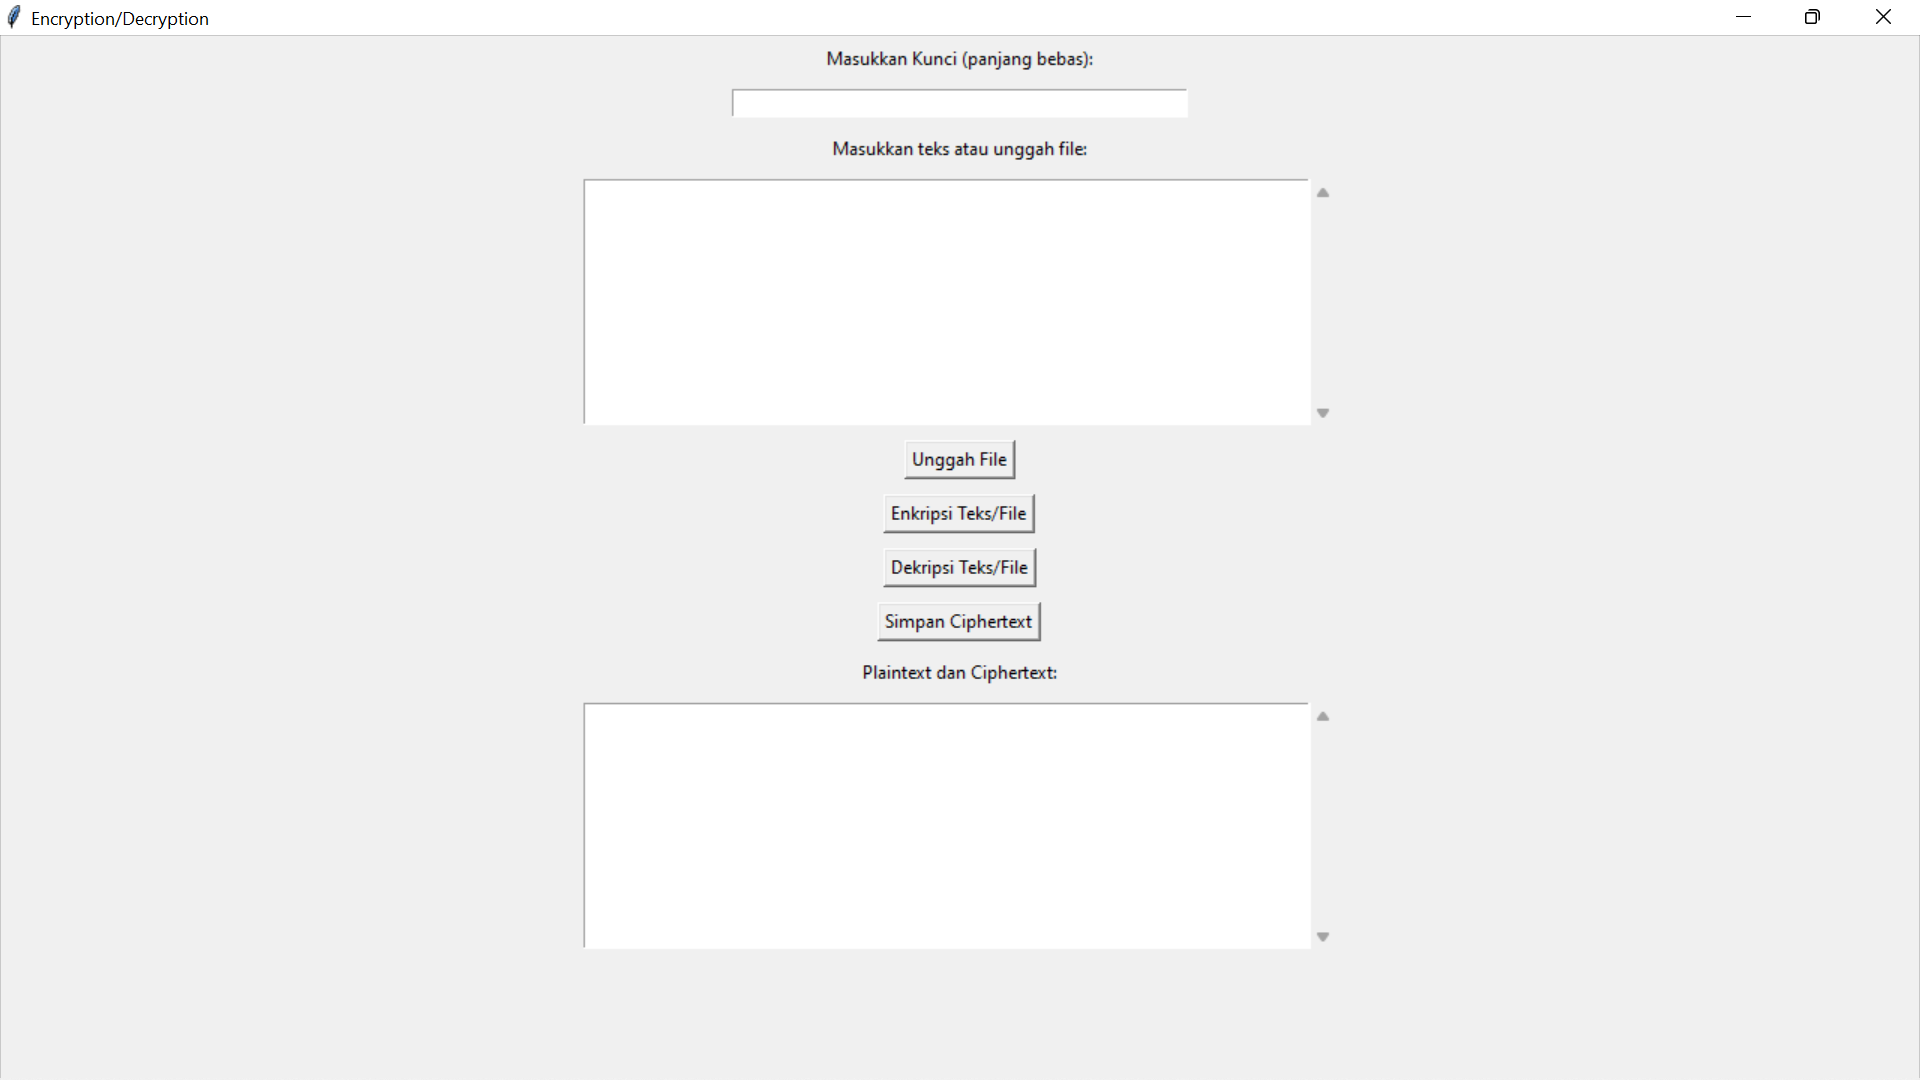 Encryption/Decryption
Masukkan Kunci (panjang bebas):
Masukkan teks atau unggah file:
Unggah File
Enkripsi Teks/File
Dekripsi Teks/File
Simpan Ciphertext
Plaintext dan Ciphertext: